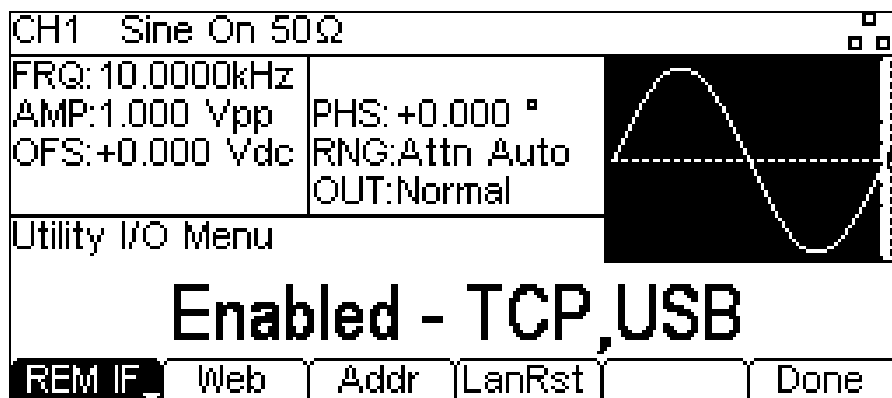 CH1 Sine On 50Ω
FRQ:10.0000kHz
AMP:1.000 Vpp
OFS:+0.000 Vdc
PHS:+0.000 °
RNG:Attn Auto
OUT:Normal
Utility I/O Menu
Enabled - TCP,USB
REM IF Web Addr LanRst Done